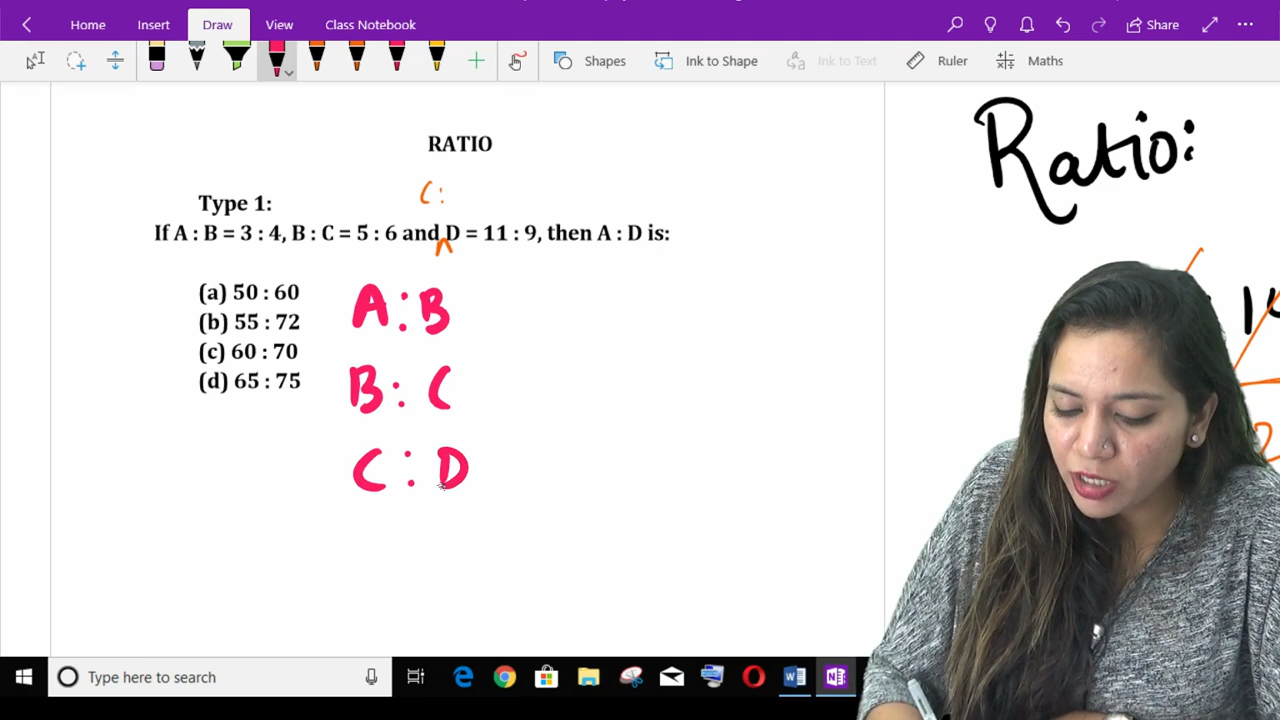 Home Insert Draw View Class Notebook Share
Shapes Ink to Shape Ink to Text Ruler Maths
RATIO
Ratio:
C :
Type 1:
If A : B = 3 : 4, B : C = 5 : 6 and D = 11 : 9, then A : D is:
(a) 50 : 60
(b) 55 : 72
(c) 60 : 70
(d) 65 : 75
A : B
B : C
C : D
Type here to search